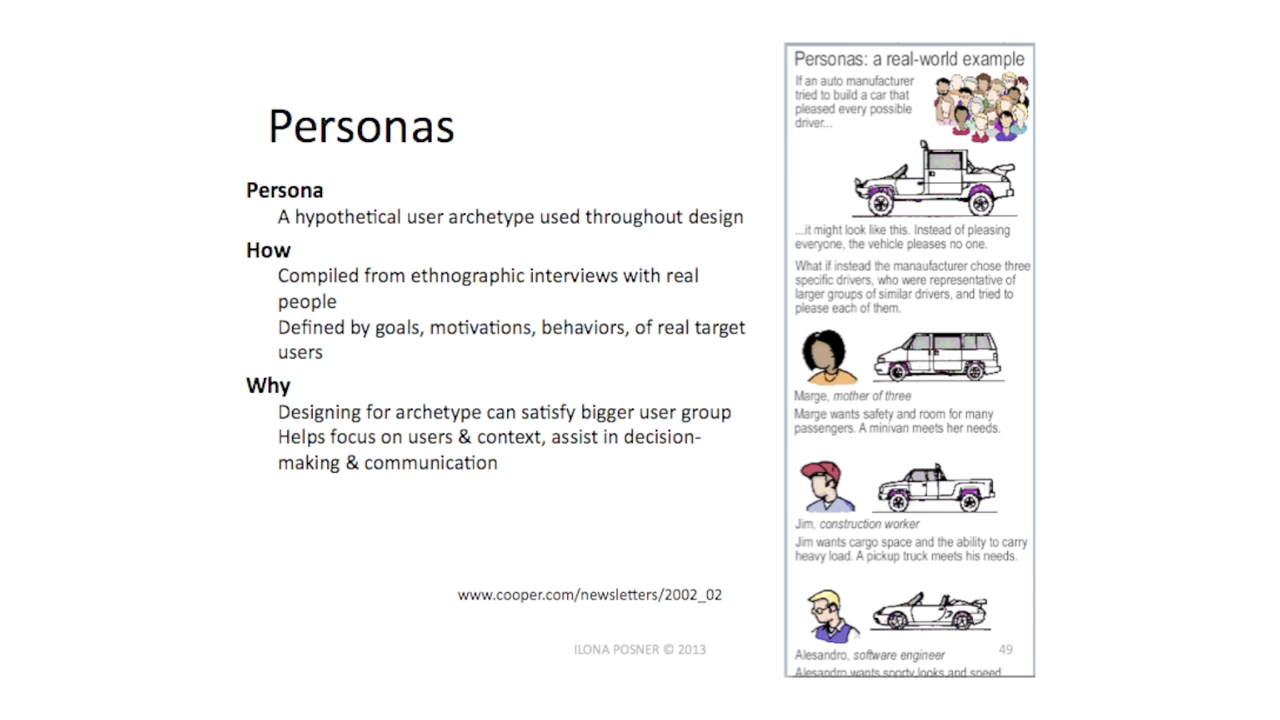 Personas
Persona
A hypothetical user archetype used throughout design
How
Compiled from ethnographic interviews with real
people
Defined by goals, motivations, behaviors, of real target
users
Why
Designing for archetype can satisfy bigger user group
Helps focus on users & context, assist in decision-
making & communication
www.cooper.com/newsletters/2002_02
ILONA POSNER © 2013
Personas: a real-world example
If an auto manufacturer
tried to build a car that
pleased every possible
driver...
...it might look like this. Instead of pleasing
everyone, the vehicle pleases no one.
What if instead the manaufacturer chose three
specific drivers, who were representative of
larger groups of similar drivers, and tried to
please each of them.
Marge, mother of three
Marge wants safety and room for many
passengers. A minivan meets her needs.
Jim, construction worker
Jim wants cargo space and the ability to carry
heavy load. A pickup truck meets his needs.
49
Alesandro, software engineer
Alesandro wants sporty looks and speed